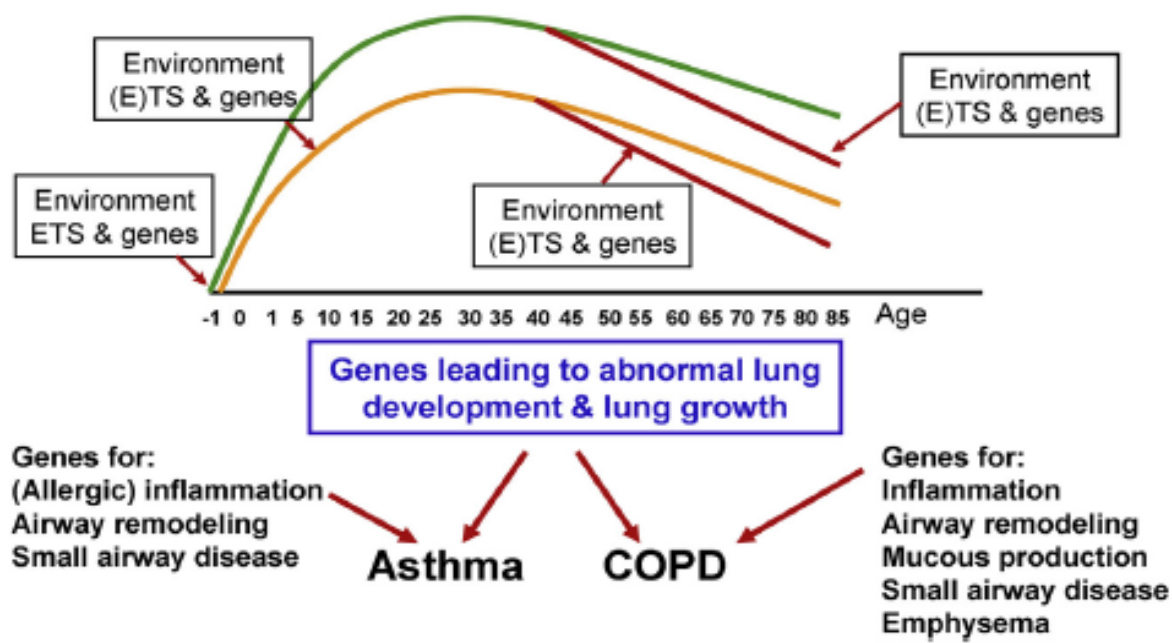 Environment
(E)TS & genes
Environment
(E)TS & genes
Environment
ETS & genes
Environment
(E)TS & genes
-1 0 1 5 10 15 20 25 30 35 40 45 50 55 60 65 70 75 80 85 Age
Genes leading to abnormal lung
development & lung growth
Genes for:
(Allergic) inflammation
Airway remodeling
Small airway disease
Asthma
COPD
Genes for:
Inflammation
Airway remodeling
Mucous production
Small airway disease
Emphysema